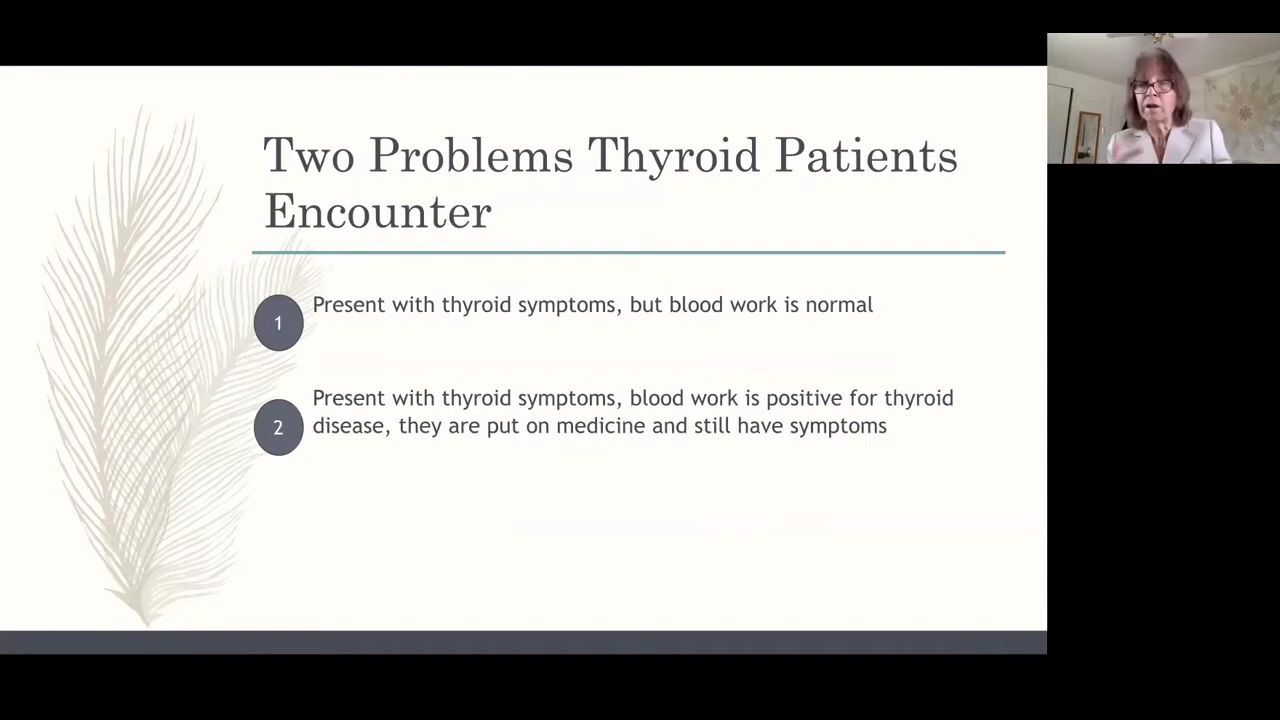 Two Problems Thyroid Patients
Encounter
1
Present with thyroid symptoms, but blood work is normal
2
Present with thyroid symptoms, blood work is positive for thyroid
disease, they are put on medicine and still have symptoms